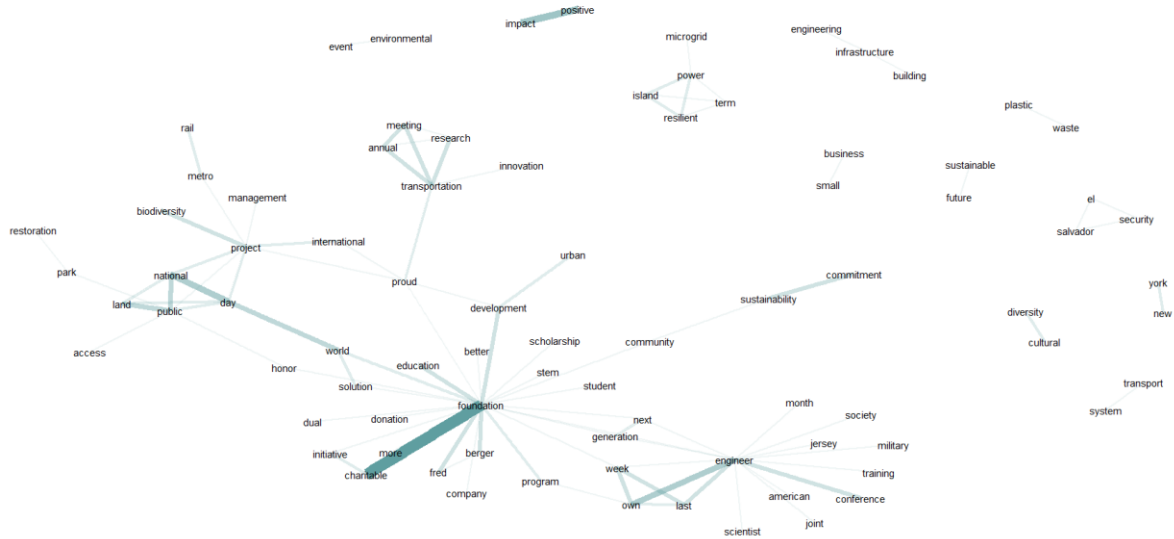 positive
impact
environmental
event
microgrid
engineering
infrastructure
power
building
island
term
resilient
plastic
waste
rail
meeting
research
annual
business
innovation
sustainable
metro
transportation
small
management
future
el
biodiversity
security
restoration
salvador
international
project
urban
park
national
proud
commitment
york
sustainability
land
day
new
public
development
diversity
scholarship
community
cultural
access
world
better
honor
education
stem
solution
student
transport
foundation
month
system
dual
donation
next
society
generation
jersey
military
initiative
more
berger
engineer
charitable
fred
week
training
company
program
american
conference
own
last
joint
scientist